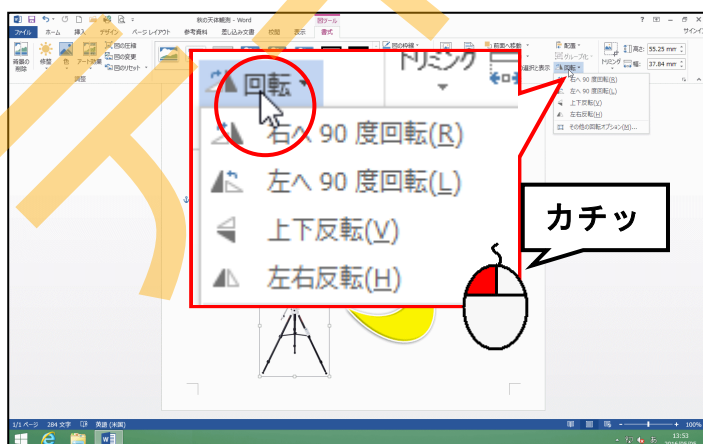 秋の天体観測 - Word
図ツール
ファイル ホーム 挿入 デザイン ページレイアウト 参考資料 差し込み文書 校閲 表示 書式
サインイン
背景の削除
修整
色
アート効果
図の圧縮
図の変更
図のリセット
調整
図の枠線
前面へ移動
選択と表示
配置
グループ化
回転
トリミング
高さ: 55.25 mm
幅: 37.84 mm
右へ 90 度回転(R)
左へ 90 度回転(L)
上下反転(V)
左右反転(H)
その他の回転オプション(M)...
回転
トリミング
右へ 90 度回転(R)
左へ 90 度回転(L)
上下反転(V)
左右反転(H)
カチッ
1/1 ページ 284 文字 英語 (米国)
100%
13:53